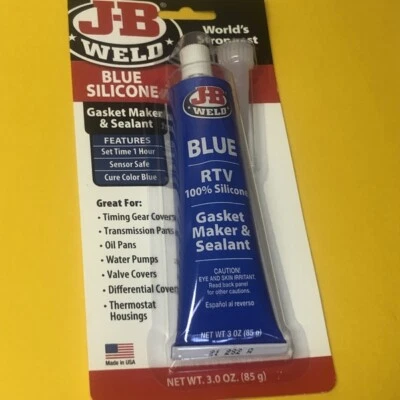 J-B
WELD
World's
Strongest
BLUE
SILICONE
Gasket Maker
& Sealant
FEATURES
Set Time 1 Hour
Sensor Safe
Cure Color Blue
Great For:
• Timing Gear Covers
• Transmission Pans
• Oil Pans
• Water Pumps
• Valve Covers
• Differential Covers
• Thermostat
Housings
Made in USA
NET WT. 3.0 OZ. (85 g)
J-B
WELD
BLUE
RTV
100% Silicone
Gasket
Maker &
Sealant
CAUTION:
EYE AND SKIN IRRITANT.
Read back panel
for other cautions.
Español al reverso
NET WT 3 OZ (85 g)